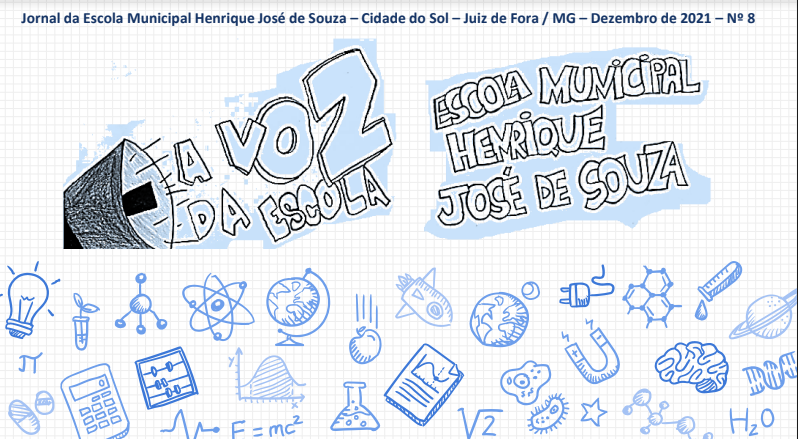 Jornal da Escola Municipal Henrique José de Souza – Cidade do Sol – Juiz de Fora / MG – Dezembro de 2021 – Nº 8
A VOZ
DA ESCOLA
ESCOLA MUNICIPAL
HENRIQUE
JOSÉ DE SOUZA
π
y
x
E=mc²
√2
H₂O